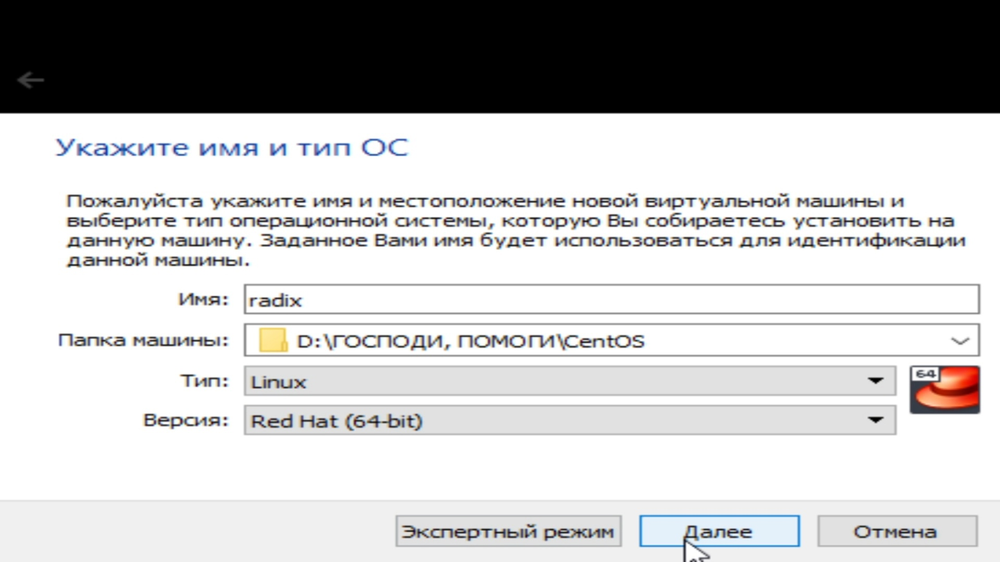 Укажите имя и тип ОС
Пожалуйста укажите имя и местоположение новой виртуальной машины и
выберите тип операционной системы, которую Вы собираетесь установить на
данную машину. Заданное Вами имя будет использоваться для идентификации
данной машины.
Имя: radix
Папка машины: D:\ГОСПОДИ, ПОМОГИ\CentOS
Тип: Linux
64
Версия: Red Hat (64-bit)
Экспертный режим Далее Отмена